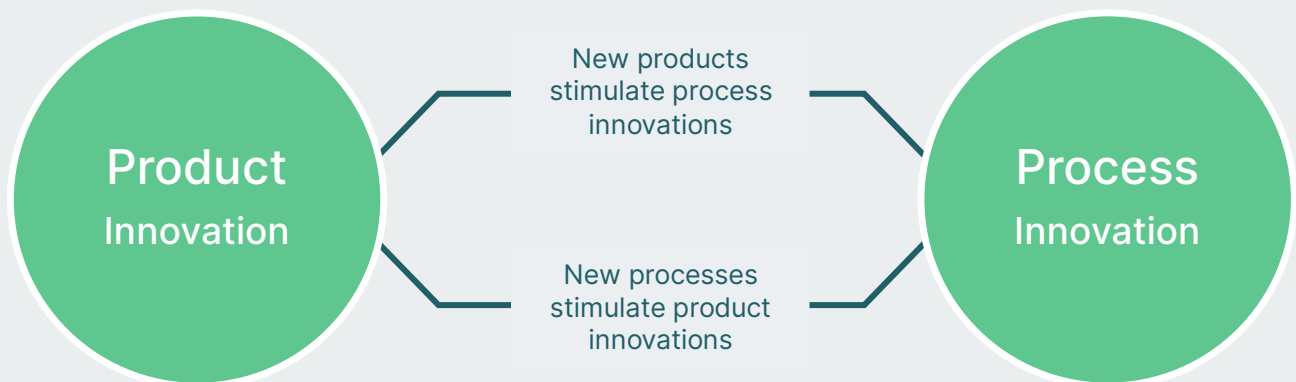 Product
Innovation
New products
stimulate process
innovations
New processes
stimulate product
innovations
Process
Innovation